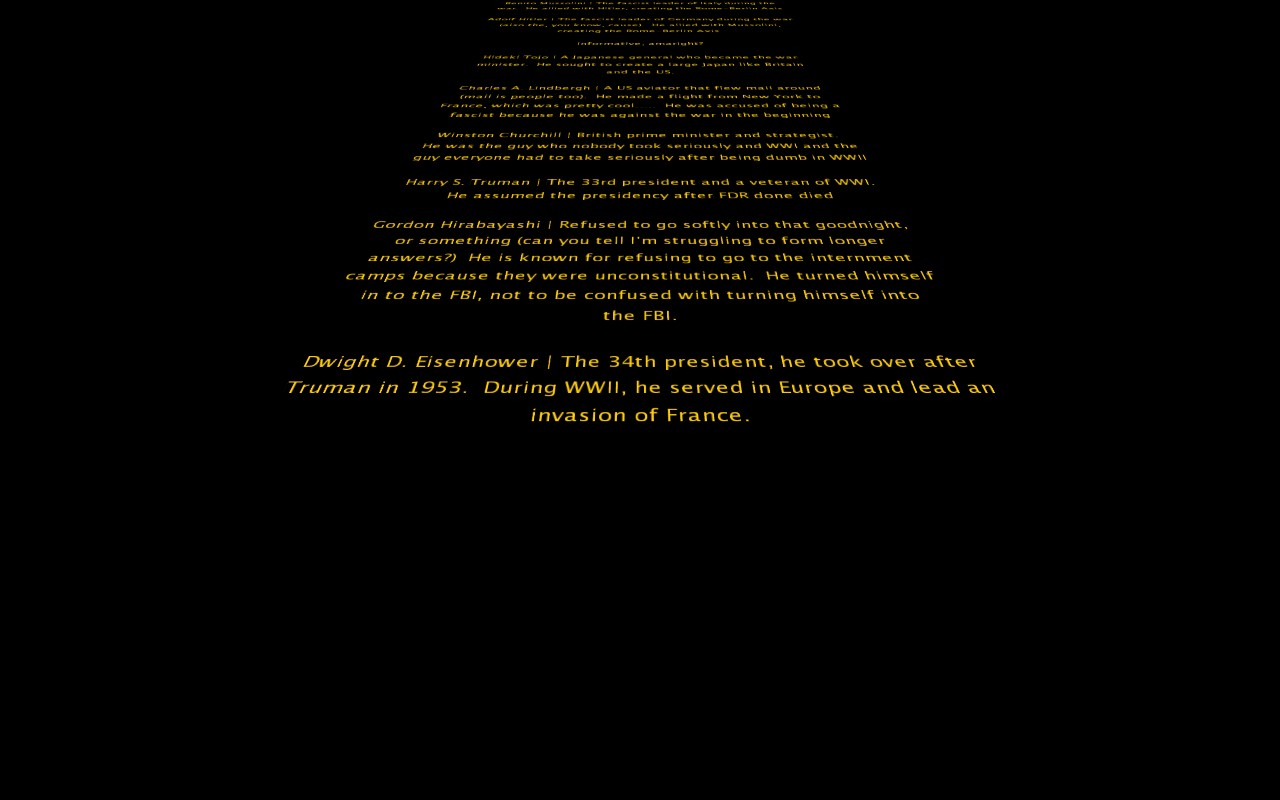 Benito Mussolini | The fascist leader of Italy during the
war. He allied with Hitler, creating the Rome-Berlin Axis
Adolf Hitler | The fascist leader of Germany during the war
(also the, you know, cause). He allied with Mussolini,
creating the Rome-Berlin Axis
informative, amaright?
Hideki Tojo | A Japanese general who became the war
minister. He sought to create a large Japan like Britain
and the US.
Charles A. Lindbergh | A US aviator that flew mail around
(mail is people too). He made a flight from New York to
France, which was pretty cool..... He was accused of being a
fascist because he was against the war in the beginning
Winston Churchill | British prime minister and strategist.
He was the guy who nobody took seriously and WWI and the
guy everyone had to take seriously after being dumb in WWII
Harry S. Truman | The 33rd president and a veteran of WWI.
He assumed the presidency after FDR done died
Gordon Hirabayashi | Refused to go softly into that goodnight,
or something (can you tell I'm struggling to form longer
answers?) He is known for refusing to go to the internment
camps because they were unconstitutional. He turned himself
in to the FBI, not to be confused with turning himself into
the FBI.
Dwight D. Eisenhower | The 34th president, he took over after
Truman in 1953. During WWII, he served in Europe and lead an
invasion of France.